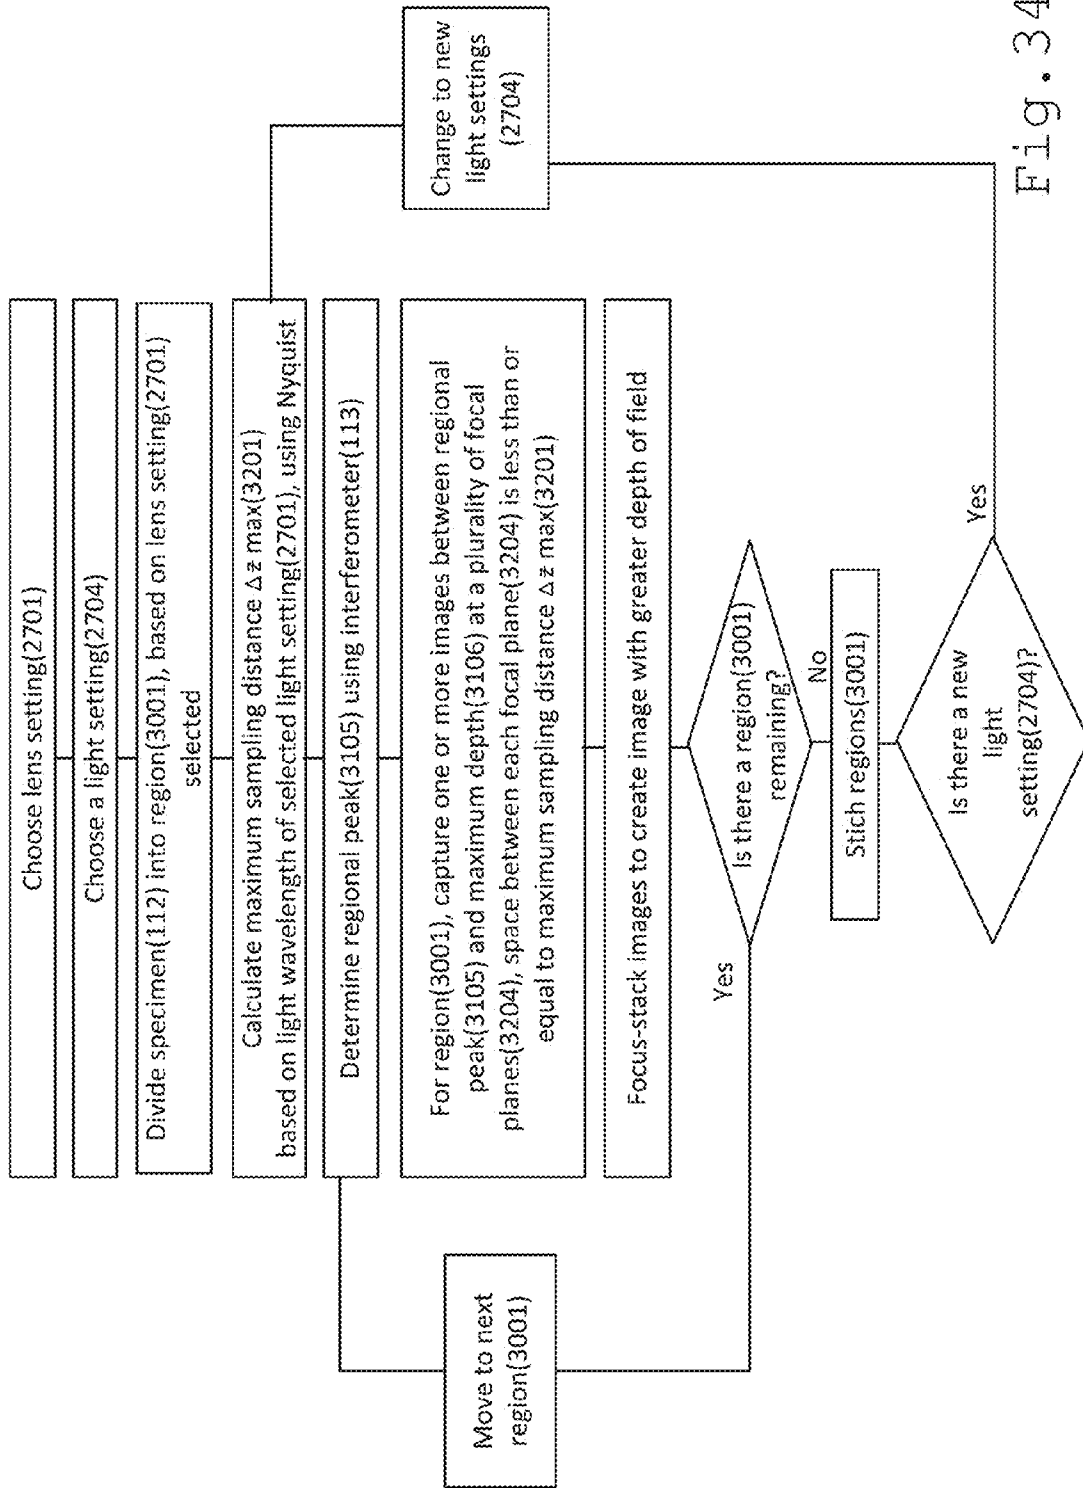 Choose lens setting(2701)
Choose a light setting(2704)
Divide specimen(112) into region(3001), based on lens setting(2701)
selected
Calculate maximum sampling distance Δz max(3201)
based on light wavelength of selected light setting(2701), using Nyquist
Determine regional peak(3105) using interferometer(113)
For region(3001), capture one or more images between regional
peak(3105) and maximum depth(3106) at a plurality of focal
planes(3204), space between each focal plane(3204) is less than or
equal to maximum sampling distance Δz max(3201)
Focus-stack images to create image with greater depth of field
Is there a region(3001)
remaining?
Yes
Move to next
region(3001)
No
Stich regions(3001)
Is there a new
light
setting(2704)?
Yes
Change to new
light settings
(2704)
Fig.34